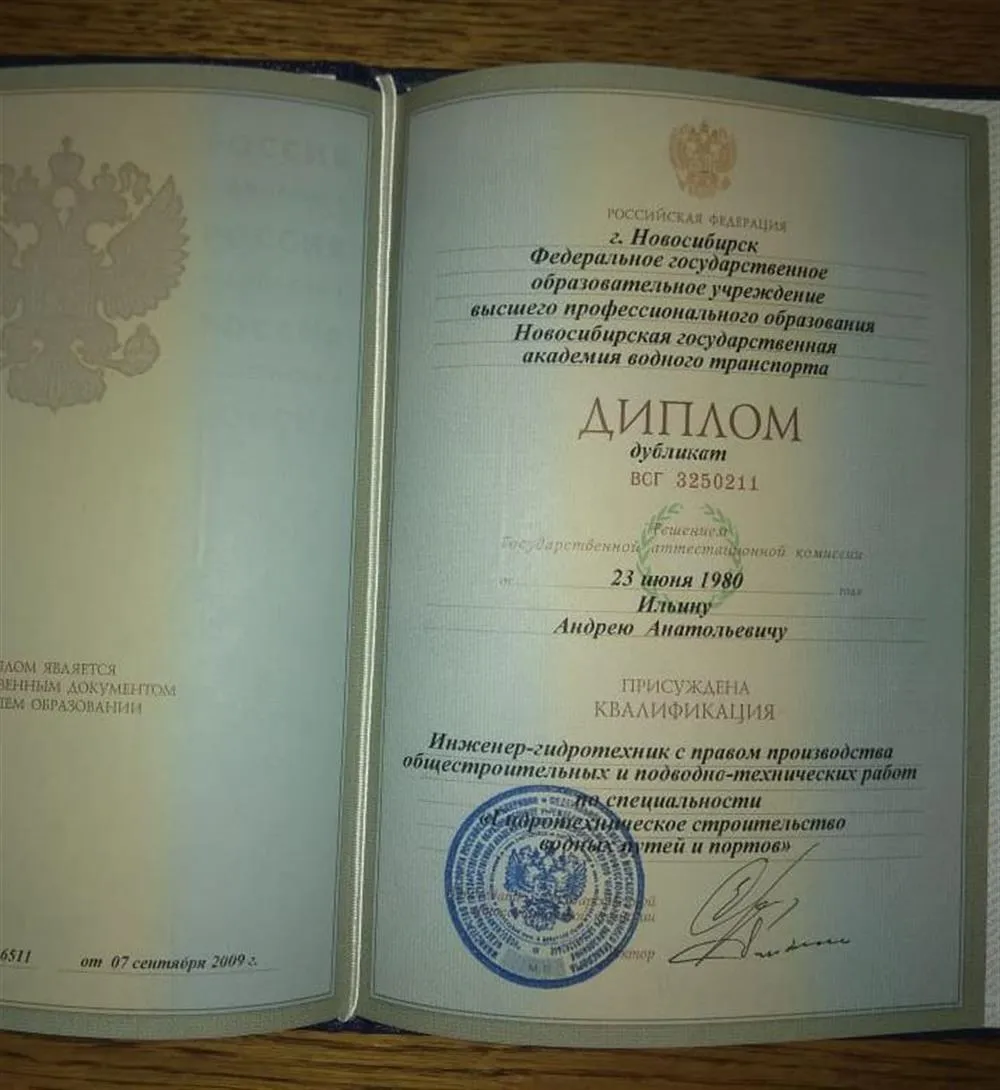 ЛОМ ЯВЛЯЕТСЯ
ВЕННЫМ ДОКУМЕНТОМ
ЕМ ОБРАЗОВАНИИ
6511 от 07 сентября 2009 г.
РОССИЙСКАЯ ФЕДЕРАЦИЯ
г. Новосибирск
Федеральное государственное
образовательное учреждение
высшего профессионального образования
Новосибирская государственная
академия водного транспорта
ДИПЛОМ
дубликат
ВСГ 3250211
Решением
Государственной аттестационной комиссии
от 23 июня 1980 года
Ильину
Андрею Анатольевичу
ПРИСУЖДЕНА
КВАЛИФИКАЦИЯ
Инженер-гидротехник с правом производства
общестроительных и подводно-технических работ
по специальности
«Гидротехническое строительство
водных путей и портов»